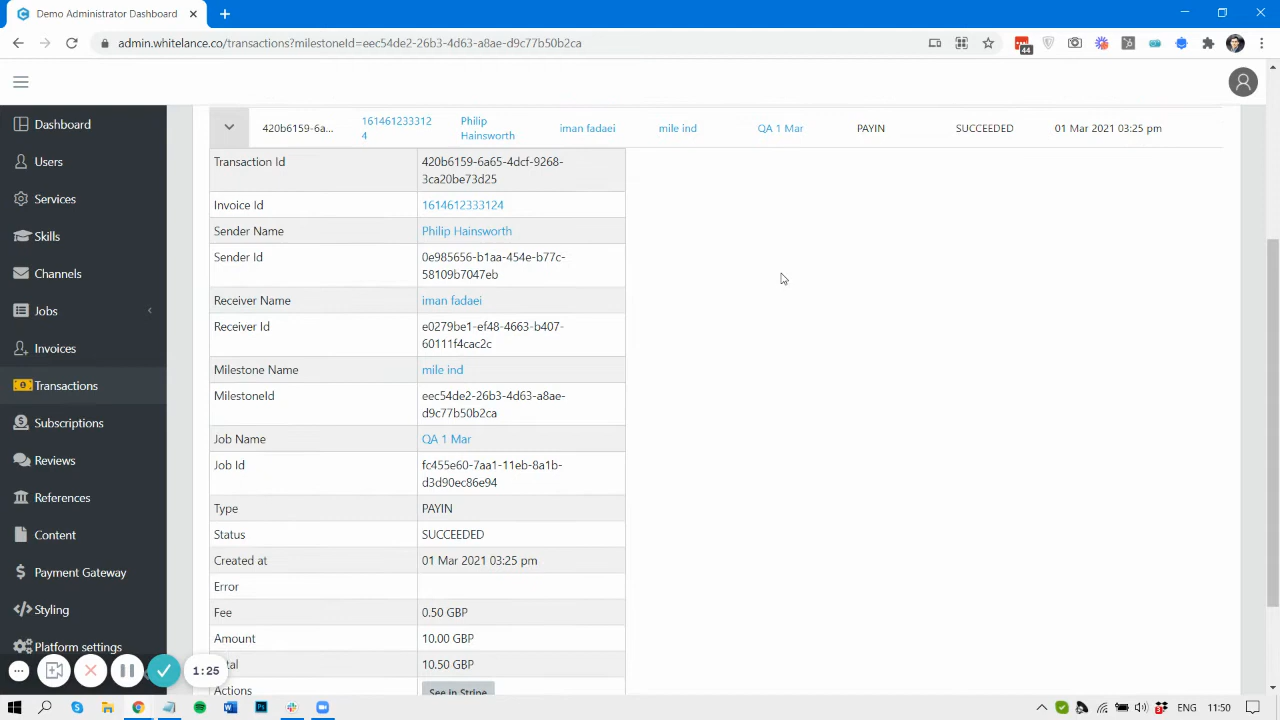 Demo Administrator Dashboard
admin.whitelance.co/transactions?milestoneId=eec54de2-26b3-4d63-a8ae-d9c77b50b2ca
44
Dashboard
Users
Services
Skills
Channels
Jobs
Invoices
Transactions
Subscriptions
Reviews
References
Content
Payment Gateway
Styling
Platform settings
420b6159-6a... 161461233312 Philip iman fadaei mile ind QA 1 Mar PAYIN SUCCEEDED 01 Mar 2021 03:25 pm
4 Hainsworth
Transaction Id 420b6159-6a65-4dcf-9268-
3ca20be73d25
Invoice Id 1614612333124
Sender Name Philip Hainsworth
Sender Id 0e985656-b1aa-454e-b77c-
58109b7047eb
Receiver Name iman fadaei
Receiver Id e0279be1-ef48-4663-b407-
60111f4cac2c
Milestone Name mile ind
MilestoneId eec54de2-26b3-4d63-a8ae-
d9c77b50b2ca
Job Name QA 1 Mar
Job Id fc455e60-7aa1-11eb-8a1b-
d3d90ec86e94
Type PAYIN
Status SUCCEEDED
Created at 01 Mar 2021 03:25 pm
Error
Fee 0.50 GBP
Amount 10.00 GBP
10.50 GBP
Actions See in Stripe
1:25
ENG 11:50